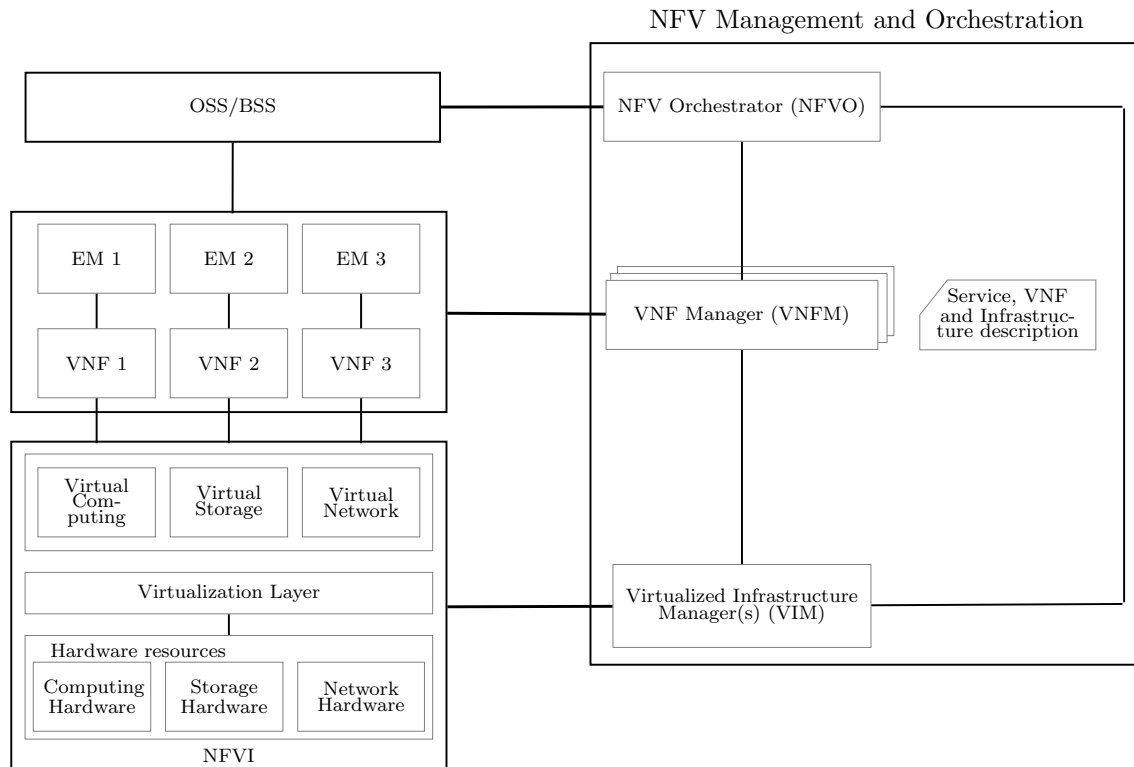 NFV Management and Orchestration
OSS/BSS
NFV Orchestrator (NFVO)
EM 1
EM 2
EM 3
VNF Manager (VNFM)
Service, VNF
and Infrastruc-
ture description
VNF 1
VNF 2
VNF 3
Virtual
Com-
puting
Virtual
Storage
Virtual
Network
Virtualization Layer
Virtualized Infrastructure
Manager(s) (VIM)
Hardware resources
Computing
Hardware
Storage
Hardware
Network
Hardware
NFVI